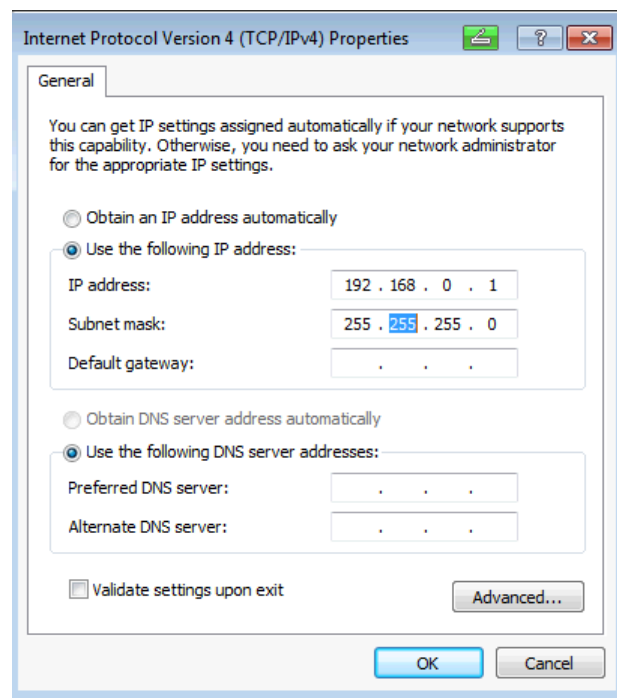 Internet Protocol Version 4 (TCP/IPv4) Properties
General
You can get IP settings assigned automatically if your network supports
this capability. Otherwise, you need to ask your network administrator
for the appropriate IP settings.
Obtain an IP address automatically
Use the following IP address:
IP address: 192 . 168 . 0 . 1
Subnet mask: 255 . 255 . 255 . 0
Default gateway: . . .
Obtain DNS server address automatically
Use the following DNS server addresses:
Preferred DNS server: . . .
Alternate DNS server: . . .
Validate settings upon exit
Advanced...
OK Cancel